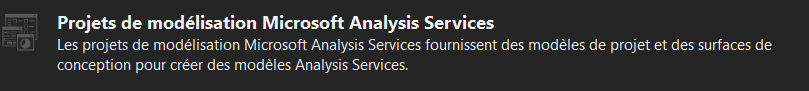 Projets de modélisation Microsoft Analysis Services
Les projets de modélisation Microsoft Analysis Services fournissent des modèles de projet et des surfaces de
conception pour créer des modèles Analysis Services.